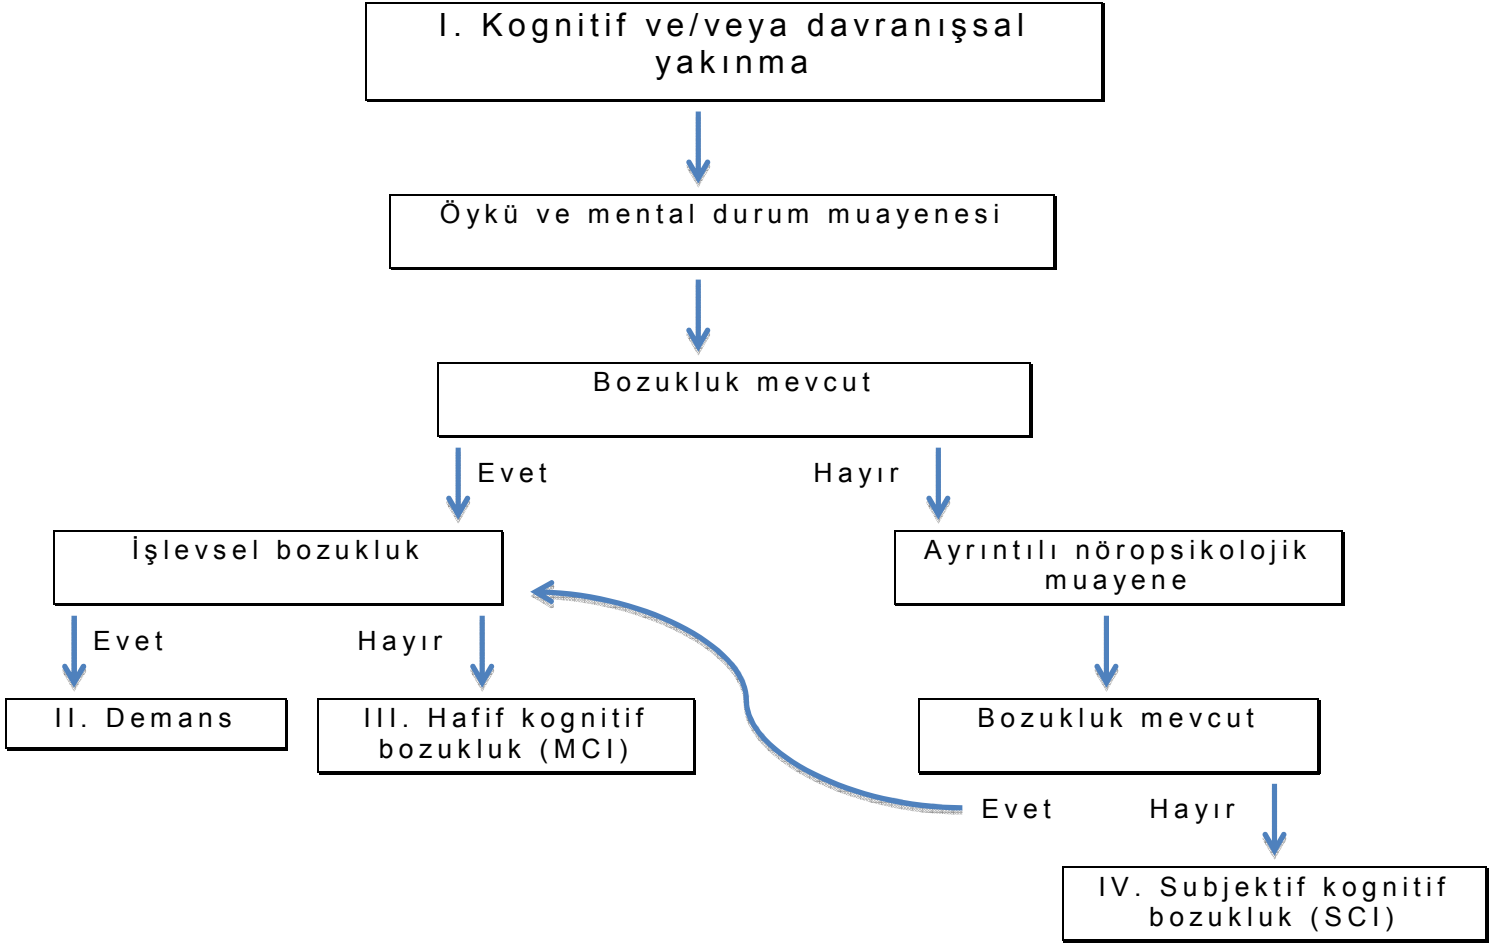 I. Kognitif ve/veya davranışsal
yakınma
Öykü ve mental durum muayenesi
Bozukluk mevcut
Evet
Hayır
İşlevsel bozukluk
Ayrıntılı nöropsikolojik
muayene
Evet
Hayır
II. Demans
III. Hafif kognitif
bozukluk (MCI)
Bozukluk mevcut
Evet
Hayır
IV. Subjektif kognitif
bozukluk (SCI)